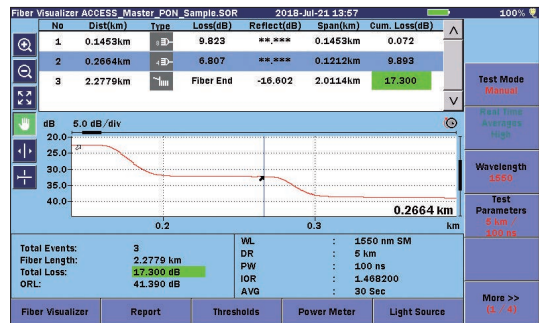 Fiber Visualizer ACCESS_Master_PON_Sample.SOR 2018-Jul-21 13:57 100%
No Dist(km) Type Loss(dB) Reflect(dB) Span(km) Cum. Loss(dB)
1 0.1453km 9.823 **.*** 0.1453km 0.072
2 0.2664km 6.807 **.*** 0.1212km 9.893
3 2.2779km Fiber End -16.602 2.0114km 17.300
Test Mode
Manual
Real Time
Averages
High
Wavelength
1550
Test
Parameters
5 km
100 ns
More >>
dB 5.0 dB/div
20.0
30.0
35.0
40.0
0.2664 km
0.2 0.3 km
Total Events: 3
Fiber Length: 2.2779 km
Total Loss: 17.300 dB
ORL: 41.390 dB
WL : 1550 nm SM
DR : 5 km
PW : 100 ns
IOR : 1.468200
AVG : 30 Sec
Fiber Visualizer Report Thresholds Power Meter Light Source